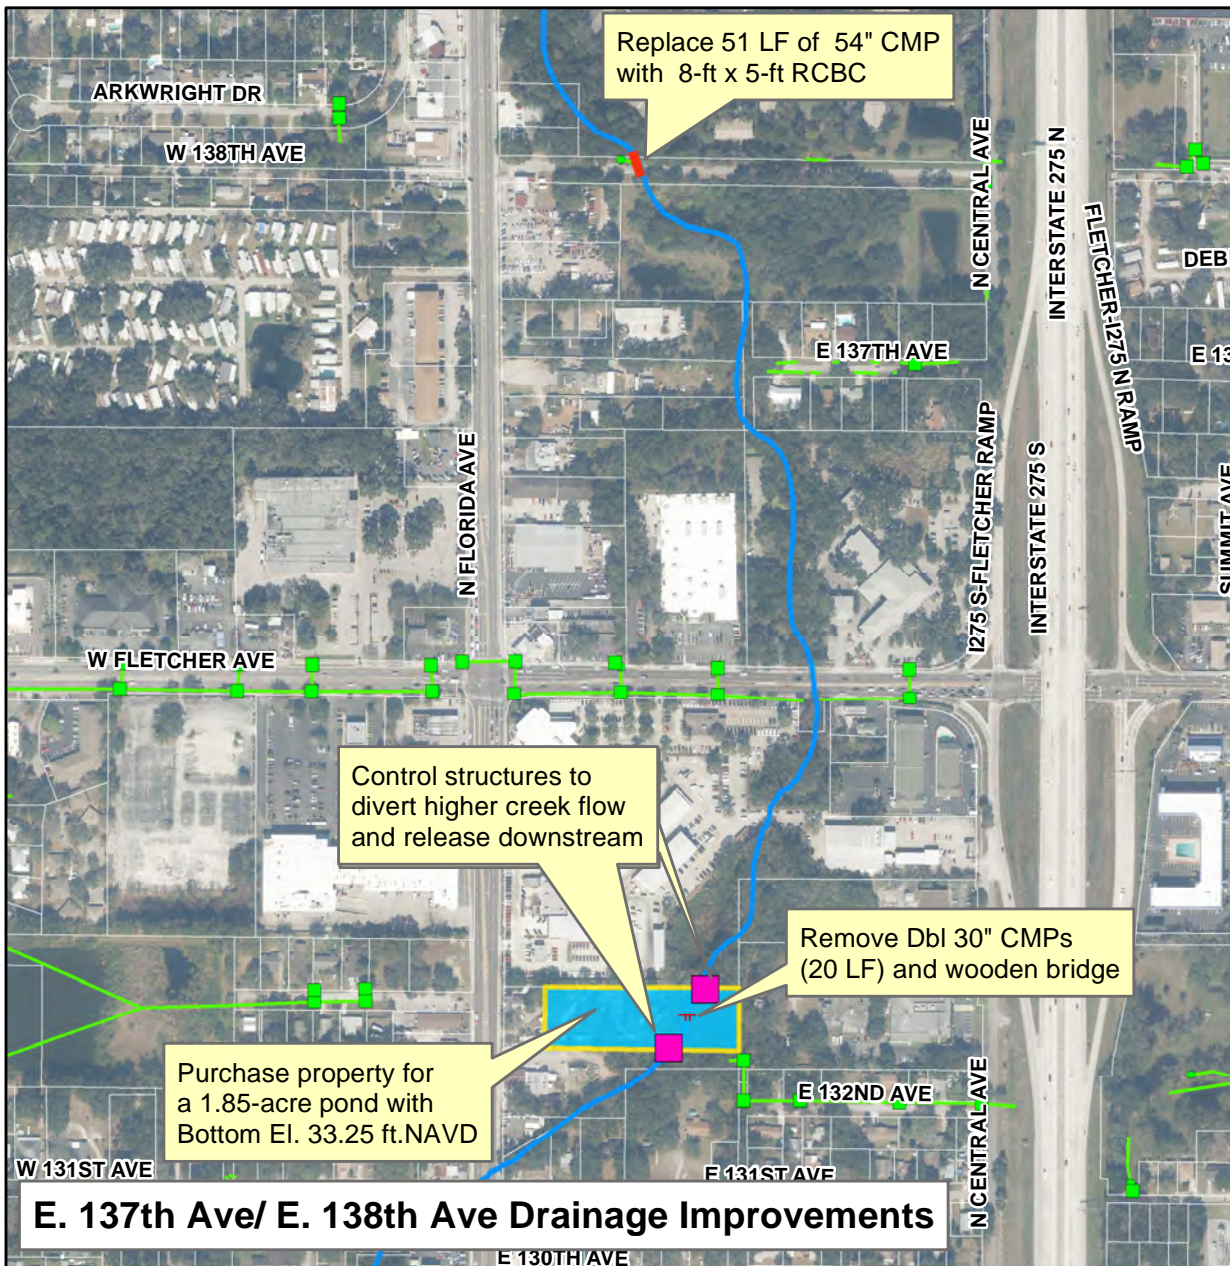 Replace 51 LF of 54" CMP
with 8-ft x 5-ft RCBC
ARKWRIGHT DR
W 138TH AVE
N CENTRAL AVE
INTERSTATE 275 N
FLETCHER-I275 N RAMP
DEB
E 137TH AVE
E 13
N FLORIDA AVE
I275 S-FLETCHER RAMP
INTERSTATE 275 S
SUMMIT AVE
W FLETCHER AVE
Control structures to
divert higher creek flow
and release downstream
Remove Dbl 30" CMPs
(20 LF) and wooden bridge
Purchase property for
a 1.85-acre pond with
Bottom El. 33.25 ft.NAVD
E 132ND AVE
N CENTRAL AVE
W 131ST AVE
E 131ST AVE
E. 137th Ave/ E. 138th Ave Drainage Improvements
E 130TH AVE